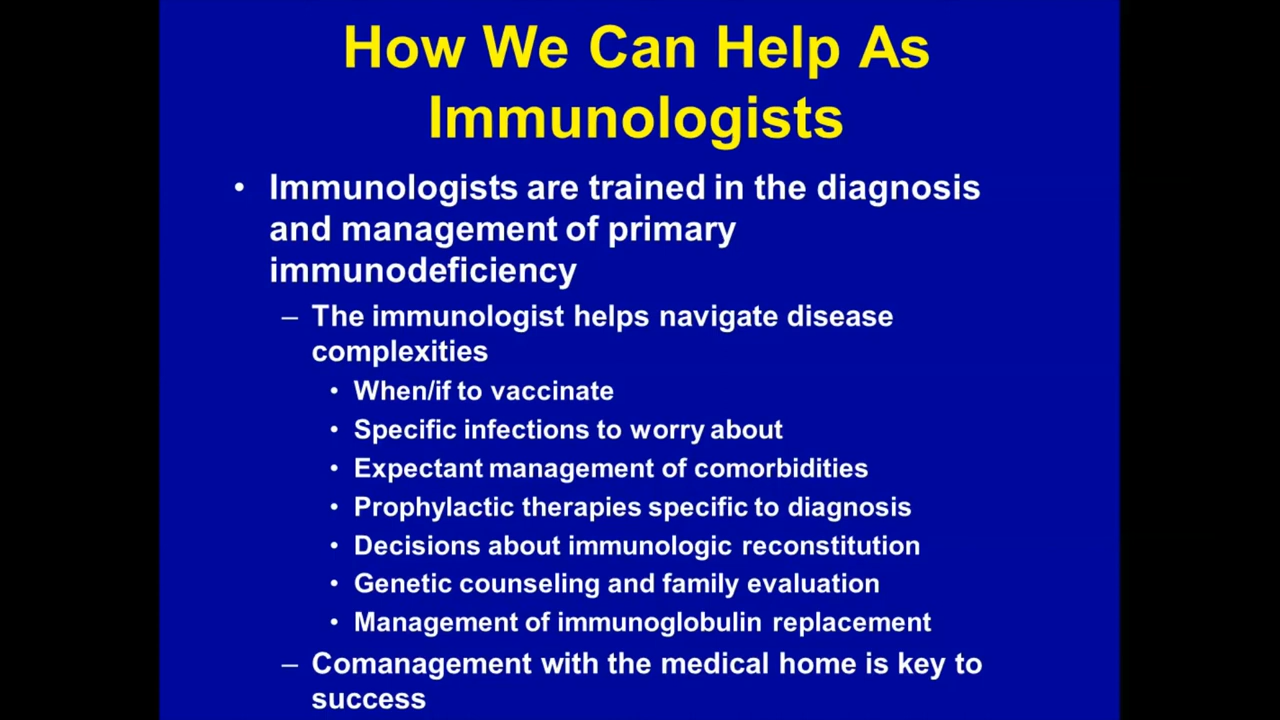 How We Can Help As
Immunologists
• Immunologists are trained in the diagnosis
and management of primary
immunodeficiency
– The immunologist helps navigate disease
complexities
• When/if to vaccinate
• Specific infections to worry about
• Expectant management of comorbidities
• Prophylactic therapies specific to diagnosis
• Decisions about immunologic reconstitution
• Genetic counseling and family evaluation
• Management of immunoglobulin replacement
– Comanagement with the medical home is key to
success